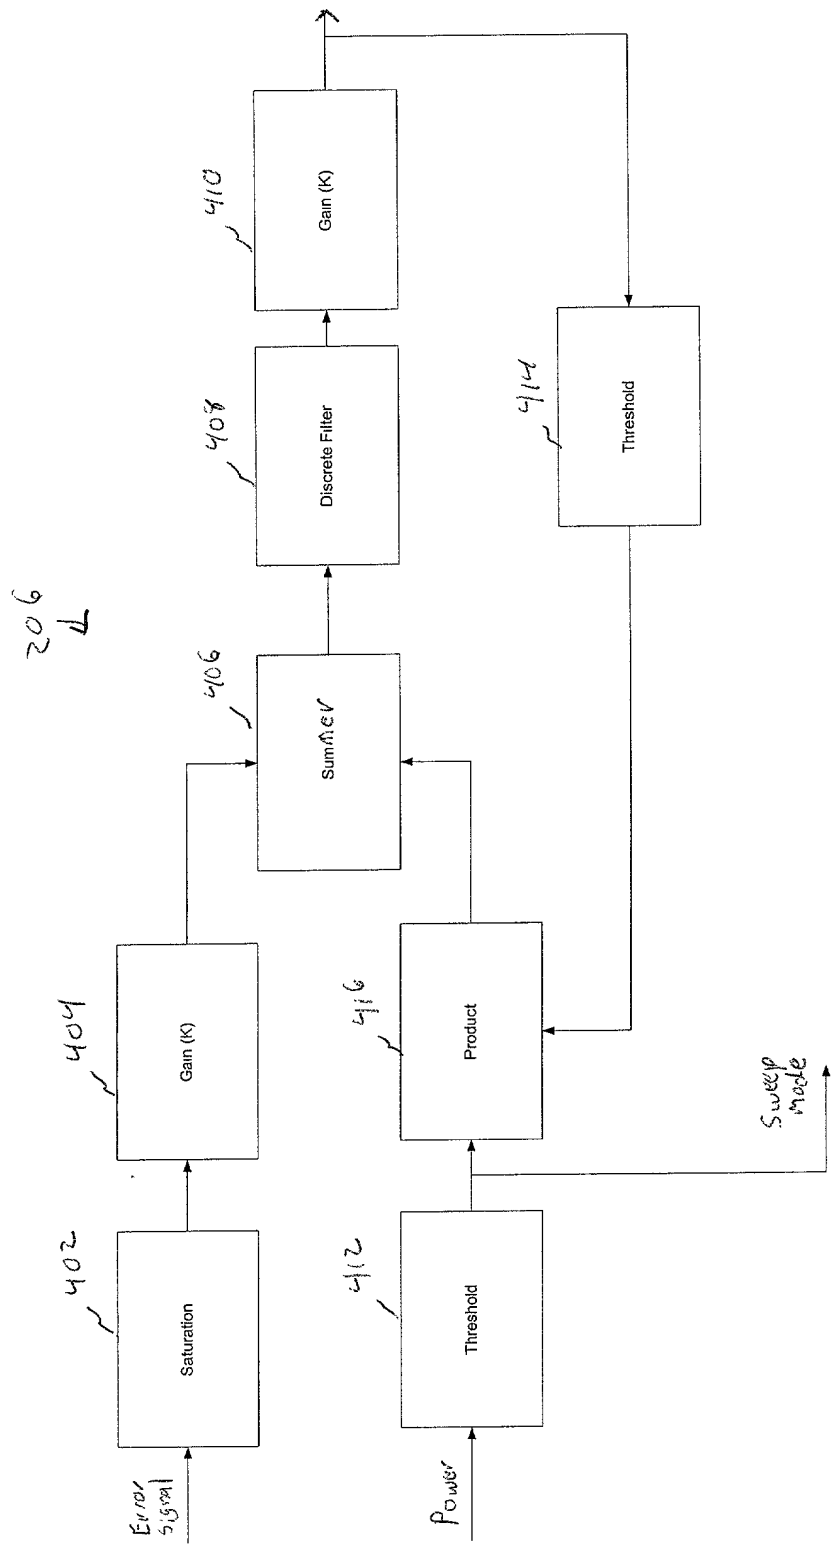 206
Error
Signal
402
Saturation
404
Gain (K)
406
Summer
408
Discrete Filter
410
Gain (K)
Power
412
Threshold
416
Product
414
Threshold
Sweep
Mode